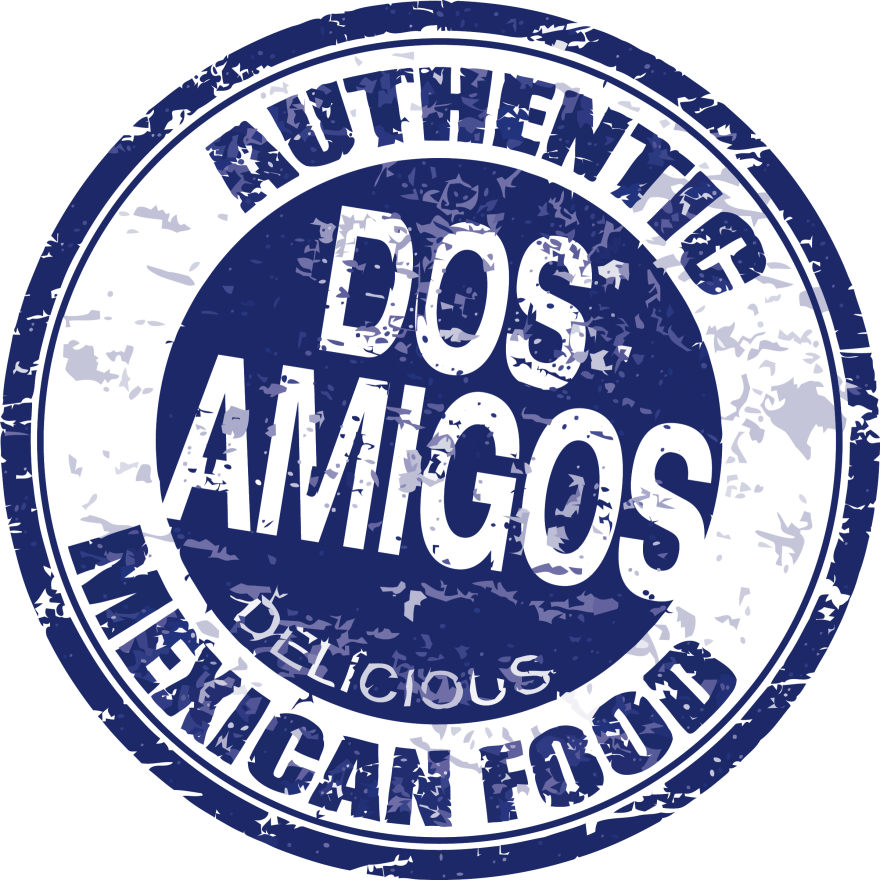 AUTHENTIC
DOS
AMIGOS
DELICIOUS
MEXICAN FOOD